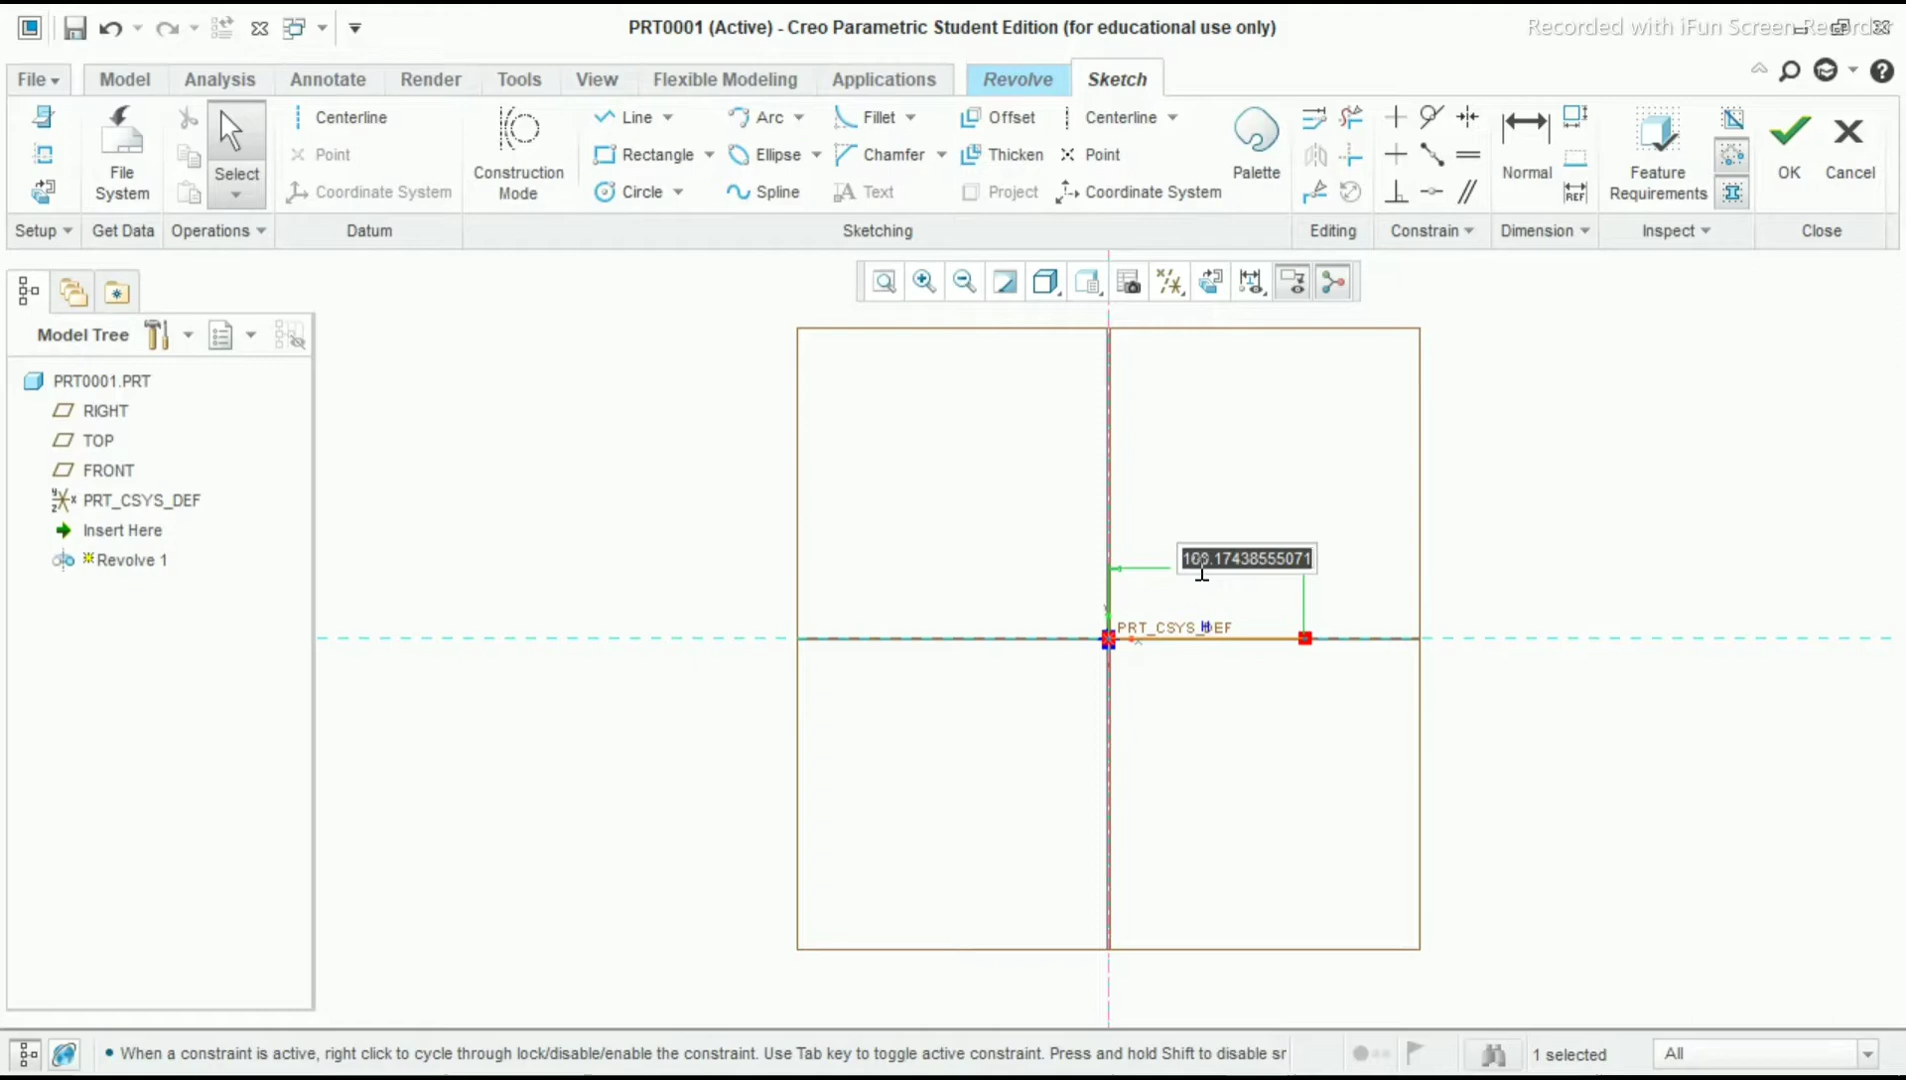 PRT0001 (Active) - Creo Parametric Student Edition (for educational use only)
Recorded with iFun Screen Recorder
File Model Analysis Annotate Render Tools View Flexible Modeling Applications Revolve Sketch
Centerline Line Arc Fillet Offset Centerline
Point Rectangle Ellipse Chamfer Thicken Point
Coordinate System Circle Spline Text Project Coordinate System
File System
Select
Construction Mode
Palette
Normal
REF
Feature Requirements
OK
Cancel
Setup Get Data Operations Datum Sketching Editing Constrain Dimension Inspect Close
Model Tree
PRT0001.PRT
RIGHT
TOP
FRONT
PRT_CSYS_DEF
Insert Here
Revolve 1
PRT_CSYS_DEF
When a constraint is active, right click to cycle through lock/disable/enable the constraint. Use Tab key to toggle active constraint. Press and hold Shift to disable sr
1 selected
All